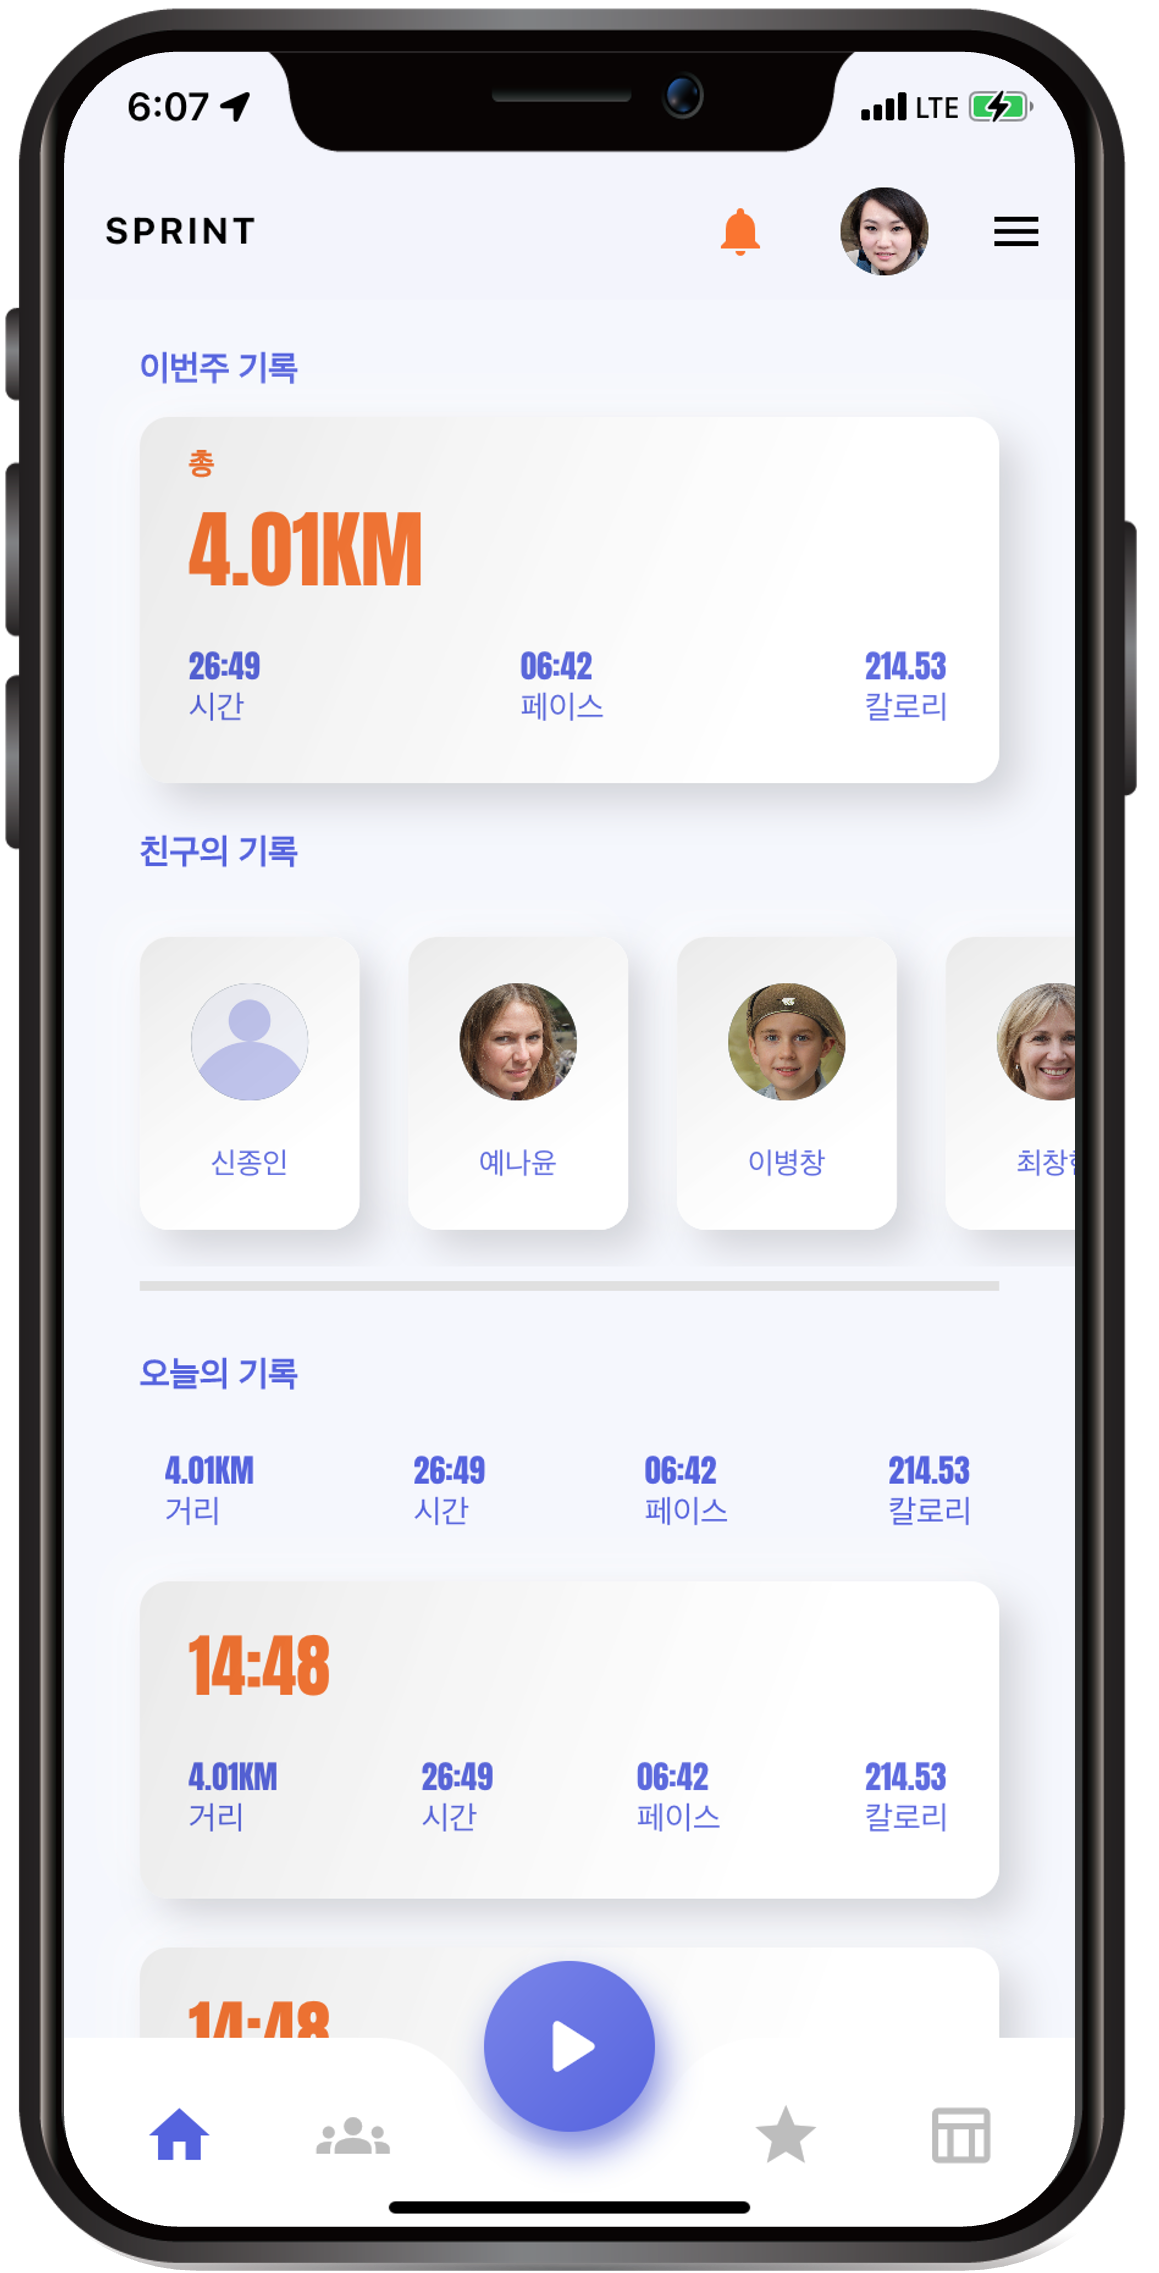 6:07 LTE
SPRINT
이번주 기록
총
4.01KM
26:49 06:42 214.53
시간 페이스 칼로리
친구의 기록
신종인 예나윤 이병창 최창
오늘의 기록
4.01KM 26:49 06:42 214.53
거리 시간 페이스 칼로리
14:48
4.01KM 26:49 06:42 214.53
거리 시간 페이스 칼로리
14:48